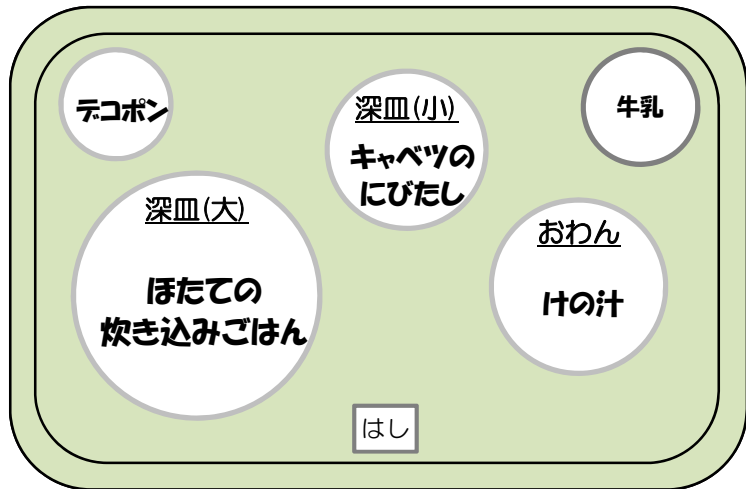 デコポン
深皿(小)
キャベツの
にびたし
牛乳
深皿(大)
ほたての
炊き込みごはん
おわん
けの汁
はし